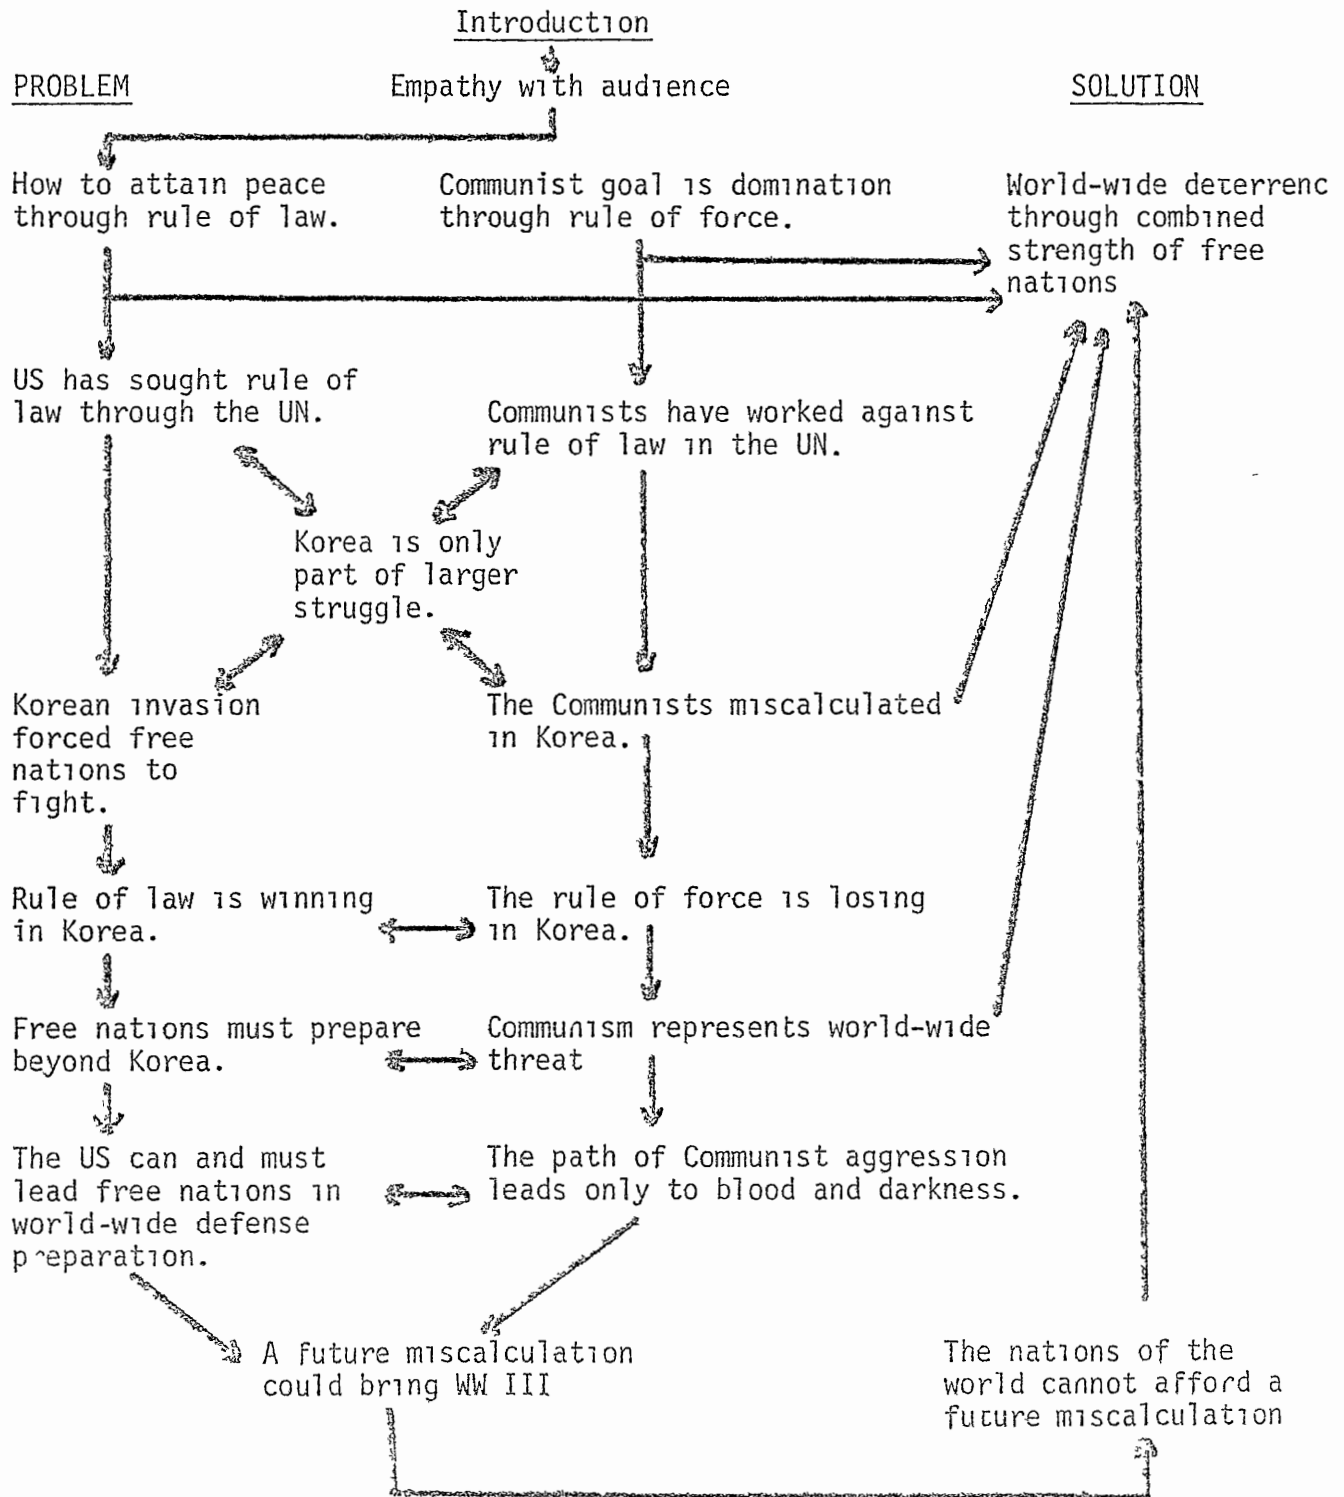 Introduction
PROBLEM
Empathy with audience
SOLUTION
How to attain peace
through rule of law.
Communist goal is domination
through rule of force.
World-wide deterrenc
through combined
strength of free
nations
US has sought rule of
law through the UN.
Communists have worked against
rule of law in the UN.
Korea is only
part of larger
struggle.
Korean invasion
forced free
nations to
fight.
The Communists miscalculated
in Korea.
Rule of law is winning
in Korea.
The rule of force is losing
in Korea.
Free nations must prepare
beyond Korea.
Communism represents world-wide
threat
The US can and must
lead free nations in
world-wide defense
preparation.
The path of Communist aggression
leads only to blood and darkness.
A future miscalculation
could bring WW III
The nations of the
world cannot afford a
future miscalculation